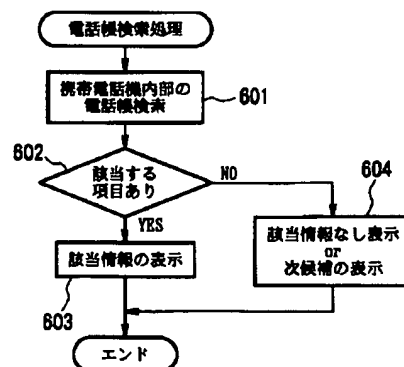 電話帳検索処理
携帯電話機内部の
電話帳検索
601
602
該当する
項目あり
NO
YES
604
該当情報の表示
603
該当情報なし表示
or
次候補の表示
エンド